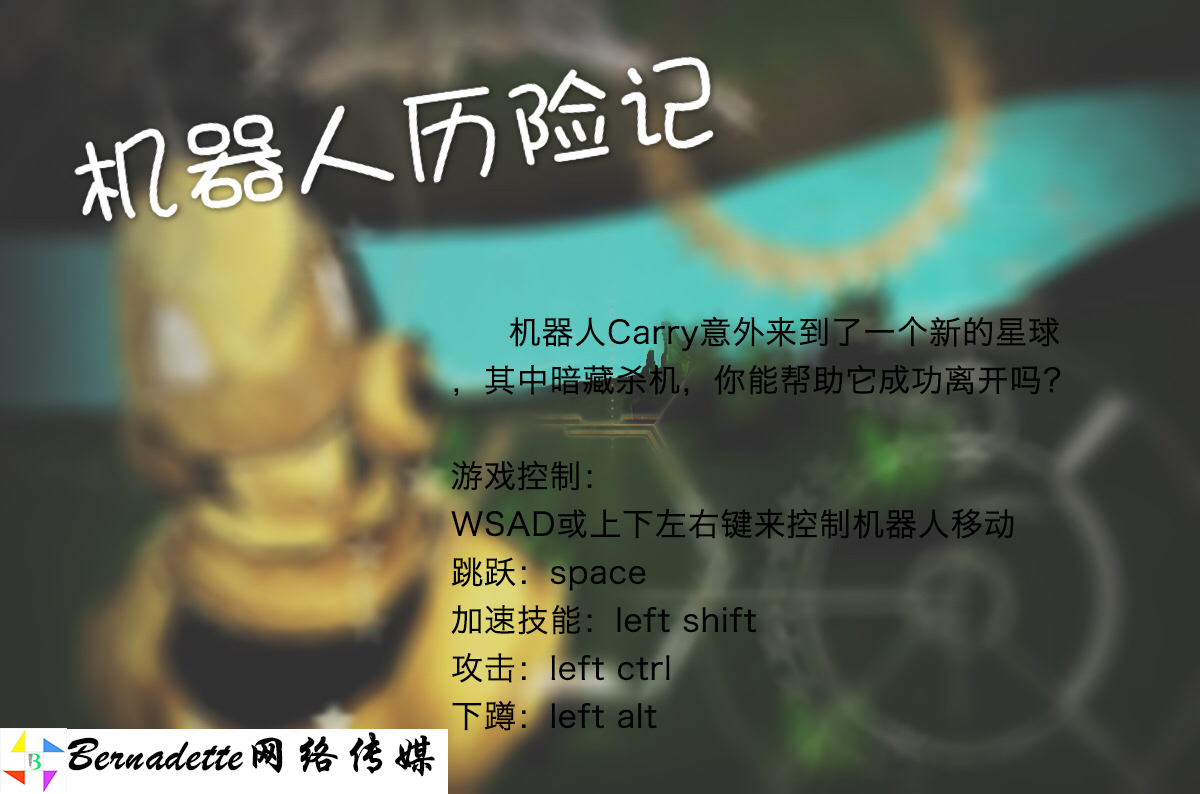 机器人历险记
机器人Carry意外来到了一个新的星球
，其中暗藏杀机，你能帮助它成功离开吗？
游戏控制：
WSAD或上下左右键来控制机器人移动
跳跃：space
加速技能：left shift
攻击：left ctrl
下蹲：left alt
B Bernadette网络传媒